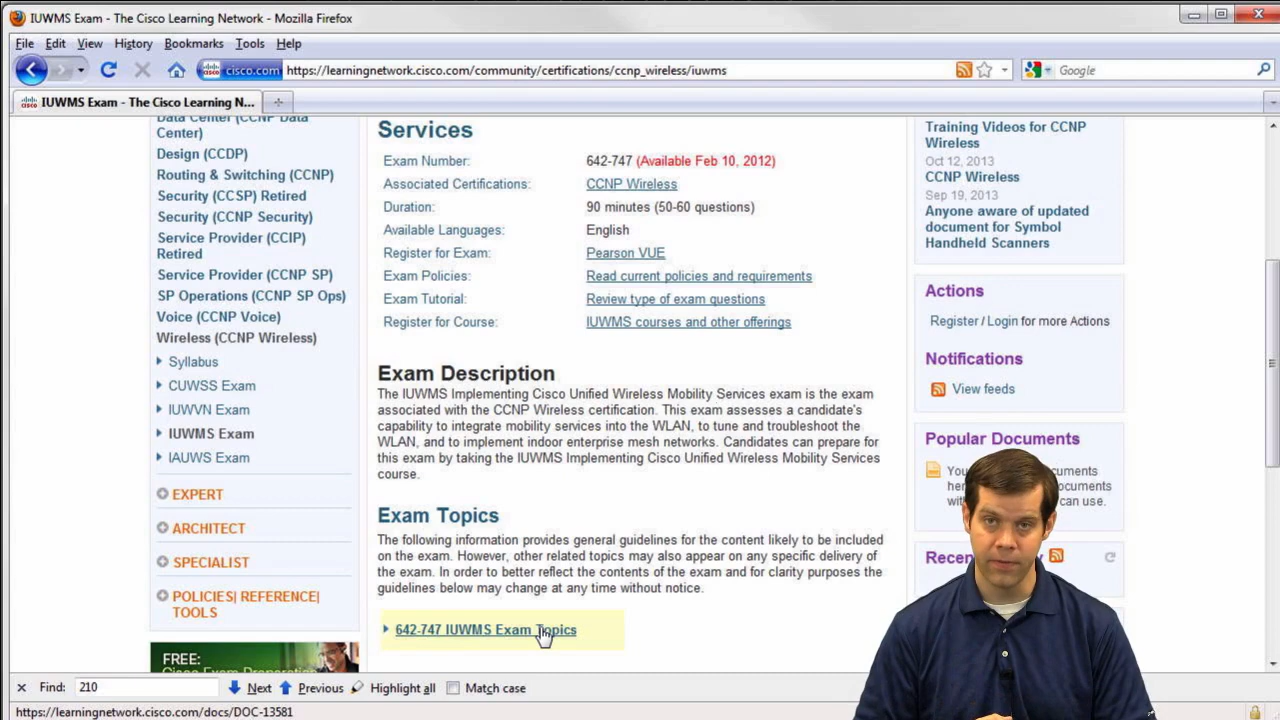 IUWMS Exam - The Cisco Learning Network - Mozilla Firefox
File Edit View History Bookmarks Tools Help
cisco.com https://learningnetwork.cisco.com/community/certifications/ccnp_wireless/iuwms
Google
IUWMS Exam - The Cisco Learning N...
Data Center (CCNP Data
Center)
Design (CCDP)
Routing & Switching (CCNP)
Security (CCSP) Retired
Security (CCNP Security)
Service Provider (CCIP)
Retired
Service Provider (CCNP SP)
SP Operations (CCNP SP Ops)
Voice (CCNP Voice)
Wireless (CCNP Wireless)
Syllabus
CUWSS Exam
IUWVN Exam
IUWMS Exam
IAUWS Exam
EXPERT
ARCHITECT
SPECIALIST
POLICIES| REFERENCE|
TOOLS
FREE:
Cisco Exam Preparation
Services
Exam Number: 642-747 (Available Feb 10, 2012)
Associated Certifications: CCNP Wireless
Duration: 90 minutes (50-60 questions)
Available Languages: English
Register for Exam: Pearson VUE
Exam Policies: Read current policies and requirements
Exam Tutorial: Review type of exam questions
Register for Course: IUWMS courses and other offerings
Exam Description
The IUWMS Implementing Cisco Unified Wireless Mobility Services exam is the exam
associated with the CCNP Wireless certification. This exam assesses a candidate's
capability to integrate mobility services into the WLAN, to tune and troubleshoot the
WLAN, and to implement indoor enterprise mesh networks. Candidates can prepare for
this exam by taking the IUWMS Implementing Cisco Unified Wireless Mobility Services
course.
Exam Topics
The following information provides general guidelines for the content likely to be included
on the exam. However, other related topics may also appear on any specific delivery of
the exam. In order to better reflect the contents of the exam and for clarity purposes the
guidelines below may change at any time without notice.
642-747 IUWMS Exam Topics
Training Videos for CCNP
Wireless
Oct 12, 2013
CCNP Wireless
Sep 19, 2013
Anyone aware of updated
document for Symbol
Handheld Scanners
Actions
Register / Login for more Actions
Notifications
View feeds
Popular Documents
can use.
Find: 210 Next Previous Highlight all Match case
https://learningnetwork.cisco.com/docs/DOC-13581